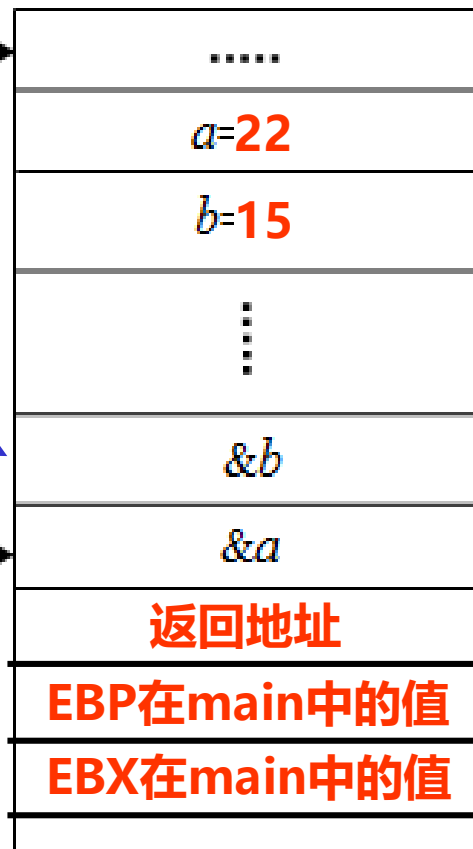 .....
a=22
b=15
⋮
&b
&a
返回地址
EBP在main中的值
EBX在main中的值